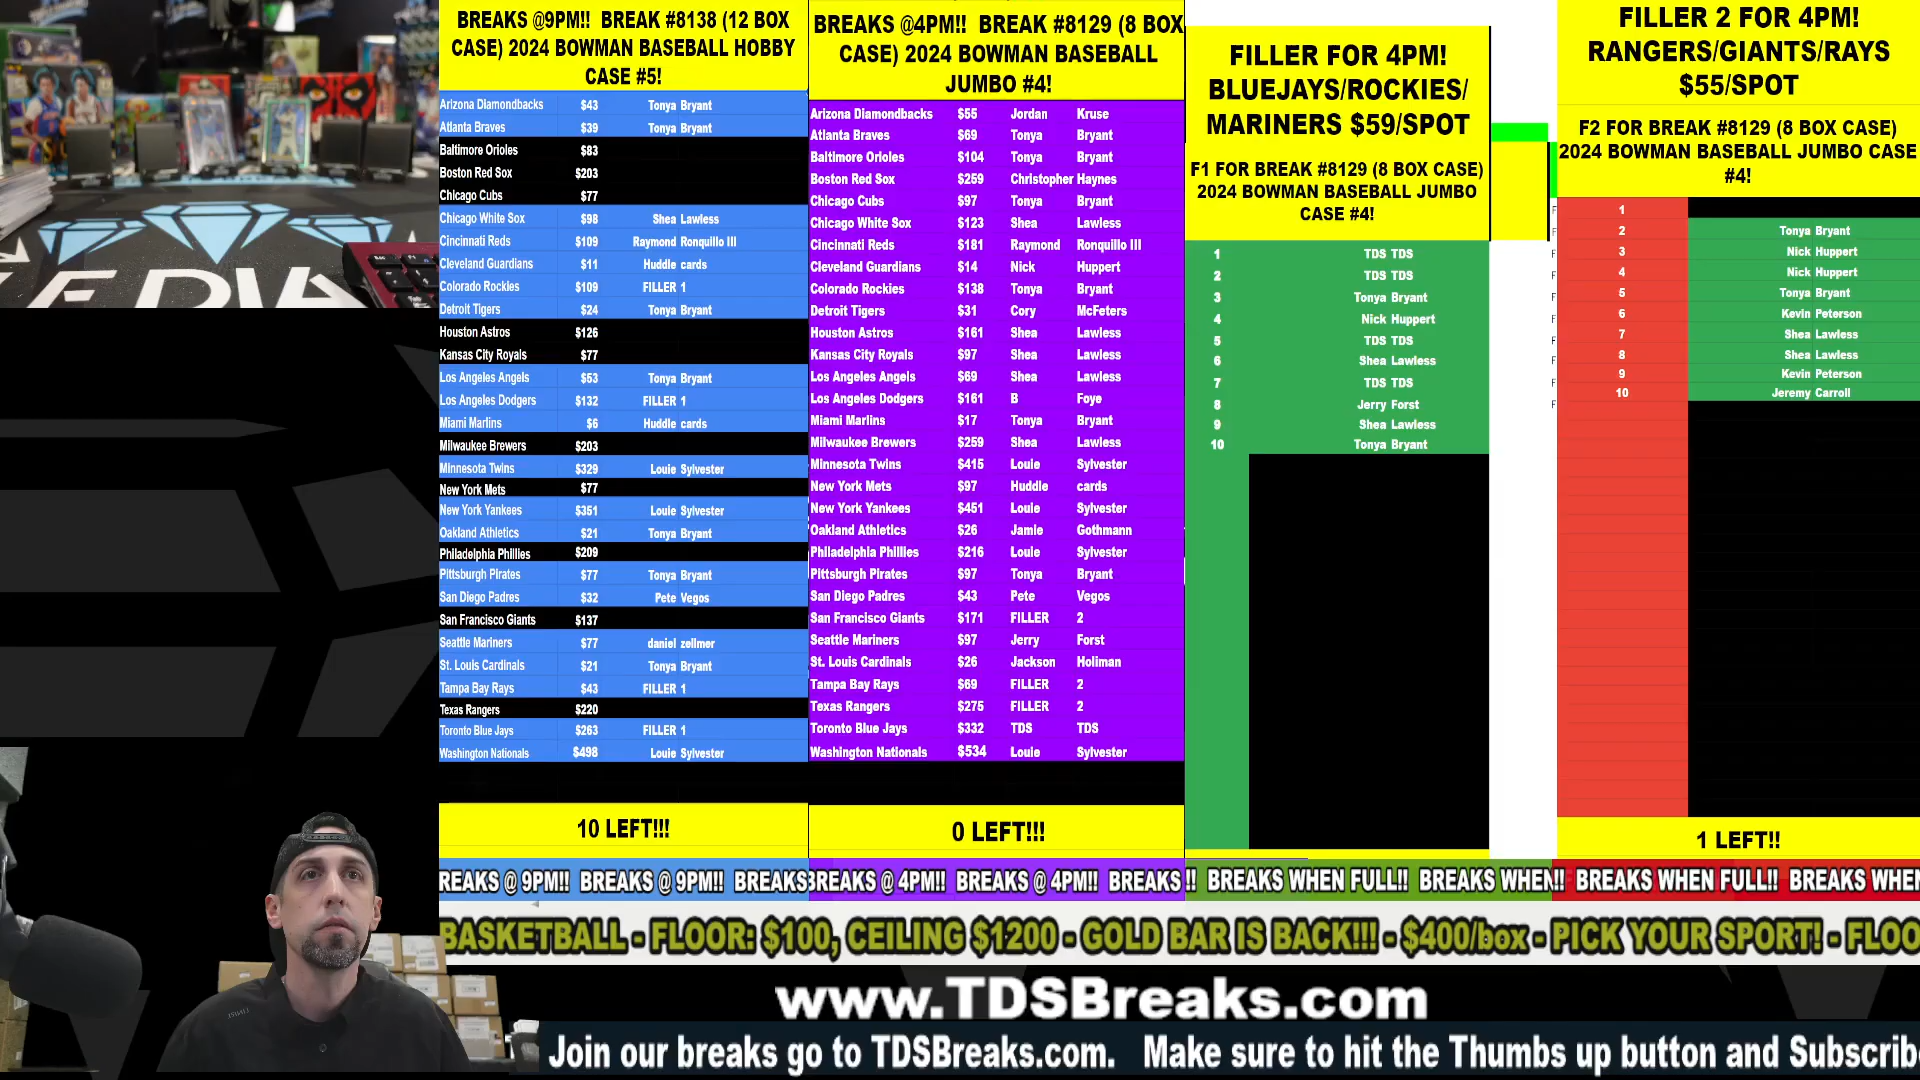 BREAKS @9PM!! BREAK #8138 (12 BOX
CASE) 2024 BOWMAN BASEBALL HOBBY
CASE #5!
Arizona Diamondbacks $43 Tonya Bryant
Atlanta Braves $39 Tonya Bryant
Baltimore Orioles $83
Boston Red Sox $203
Chicago Cubs $77
Chicago White Sox $98 Shea Lawless
Cincinnati Reds $109 Raymond Ronquillo III
Cleveland Guardians $11 Huddle cards
Colorado Rockies $109 FILLER 1
Detroit Tigers $24 Tonya Bryant
Houston Astros $126
Kansas City Royals $77
Los Angeles Angels $53 Tonya Bryant
Los Angeles Dodgers $132 FILLER 1
Miami Marlins $6 Huddle cards
Milwaukee Brewers $203
Minnesota Twins $329 Louie Sylvester
New York Mets $77
New York Yankees $351 Louie Sylvester
Oakland Athletics $21 Tonya Bryant
Philadelphia Phillies $209
Pittsburgh Pirates $77 Tonya Bryant
San Diego Padres $32 Pete Vegos
San Francisco Giants $137
Seattle Mariners $77 daniel zellmer
St. Louis Cardinals $21 Tonya Bryant
Tampa Bay Rays $43 FILLER 1
Texas Rangers $220
Toronto Blue Jays $263 FILLER 1
Washington Nationals $498 Louie Sylvester
10 LEFT!!!
BREAKS @4PM!! BREAK #8129 (8 BOX
CASE) 2024 BOWMAN BASEBALL
JUMBO #4!
Arizona Diamondbacks $55 Jordan Kruse
Atlanta Braves $69 Tonya Bryant
Baltimore Orioles $104 Tonya Bryant
Boston Red Sox $259 Christopher Haynes
Chicago Cubs $97 Tonya Bryant
Chicago White Sox $123 Shea Lawless
Cincinnati Reds $181 Raymond Ronquillo III
Cleveland Guardians $14 Nick Huppert
Colorado Rockies $138 Tonya Bryant
Detroit Tigers $31 Cory McFeters
Houston Astros $161 Shea Lawless
Kansas City Royals $97 Shea Lawless
Los Angeles Angels $69 Shea Lawless
Los Angeles Dodgers $161 B Foye
Miami Marlins $17 Tonya Bryant
Milwaukee Brewers $259 Shea Lawless
Minnesota Twins $415 Louie Sylvester
New York Mets $97 Huddle cards
New York Yankees $451 Louie Sylvester
Oakland Athletics $26 Jamie Gothmann
Philadelphia Phillies $216 Louie Sylvester
Pittsburgh Pirates $97 Tonya Bryant
San Diego Padres $43 Pete Vegos
San Francisco Giants $171 FILLER 2
Seattle Mariners $97 Jerry Forst
St. Louis Cardinals $26 Jackson Holiman
Tampa Bay Rays $69 FILLER 2
Texas Rangers $275 FILLER 2
Toronto Blue Jays $332 TDS TDS
Washington Nationals $534 Louie Sylvester
0 LEFT!!!
FILLER FOR 4PM!
BLUEJAYS/ROCKIES/
MARINERS $59/SPOT
F1 FOR BREAK #8129 (8 BOX CASE)
2024 BOWMAN BASEBALL JUMBO
CASE #4!
1 TDS TDS
2 TDS TDS
3 Tonya Bryant
4 Nick Huppert
5 TDS TDS
6 Shea Lawless
7 TDS TDS
8 Jerry Forst
9 Shea Lawless
10 Tonya Bryant
FILLER 2 FOR 4PM!
RANGERS/GIANTS/RAYS
$55/SPOT
F2 FOR BREAK #8129 (8 BOX CASE)
2024 BOWMAN BASEBALL JUMBO CASE
#4!
1
2 Tonya Bryant
3 Nick Huppert
4 Nick Huppert
5 Tonya Bryant
6 Kevin Peterson
7 Shea Lawless
8 Shea Lawless
9 Kevin Peterson
10 Jeremy Carroll
1 LEFT!!
REAKS @ 9PM!! BREAKS @ 9PM!! BREAKS
BREAKS @ 4PM!! BREAKS @ 4PM!! BREAKS
!! BREAKS WHEN FULL!! BREAKS WHEN
!! BREAKS WHEN FULL!! BREAKS WHEN
BASKETBALL - FLOOR: $100, CEILING $1200 - GOLD BAR IS BACK!!! - $400/box - PICK YOUR SPORT! - FLOO
www.TDSBreaks.com
Join our breaks go to TDSBreaks.com. Make sure to hit the Thumbs up button and Subscribe